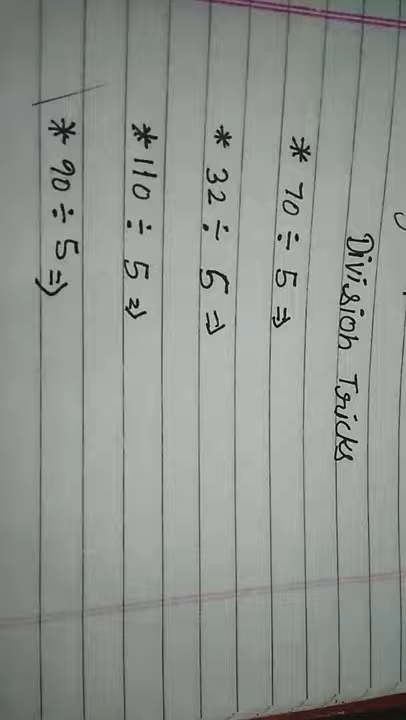 Division Tricks
* 70 ÷ 5 ⇒
* 32 ÷ 5 ⇒
* 110 ÷ 5 ⇒
* 90 ÷ 5 ⇒